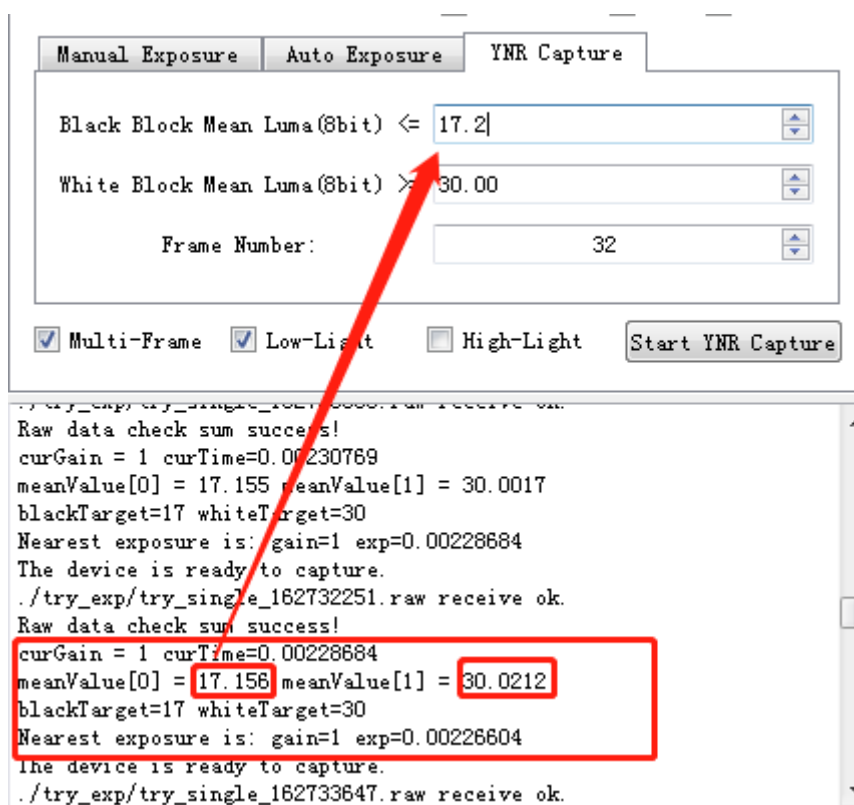 Manual Exposure Auto Exposure YNR Capture
Black Block Mean Luma(8bit) <= 17.2
White Block Mean Luma(8bit) >= 30.00
Frame Number: 32
Multi-Frame Low-Light High-Light Start YNR Capture
Raw data check sum success!
curGain = 1 curTime=0.00230769
meanValue[0] = 17.155 meanValue[1] = 30.0017
blackTarget=17 whiteTarget=30
Nearest exposure is: gain=1 exp=0.00228684
The device is ready to capture.
./try_exp/try_single_162732251.raw receive ok.
Raw data check sum success!
curGain = 1 curTime=0.00228684
meanValue[0] = 17.156 meanValue[1] = 30.0212
blackTarget=17 whiteTarget=30
Nearest exposure is: gain=1 exp=0.00226604
The device is ready to capture.
./try_exp/try_single_162733647.raw receive ok.